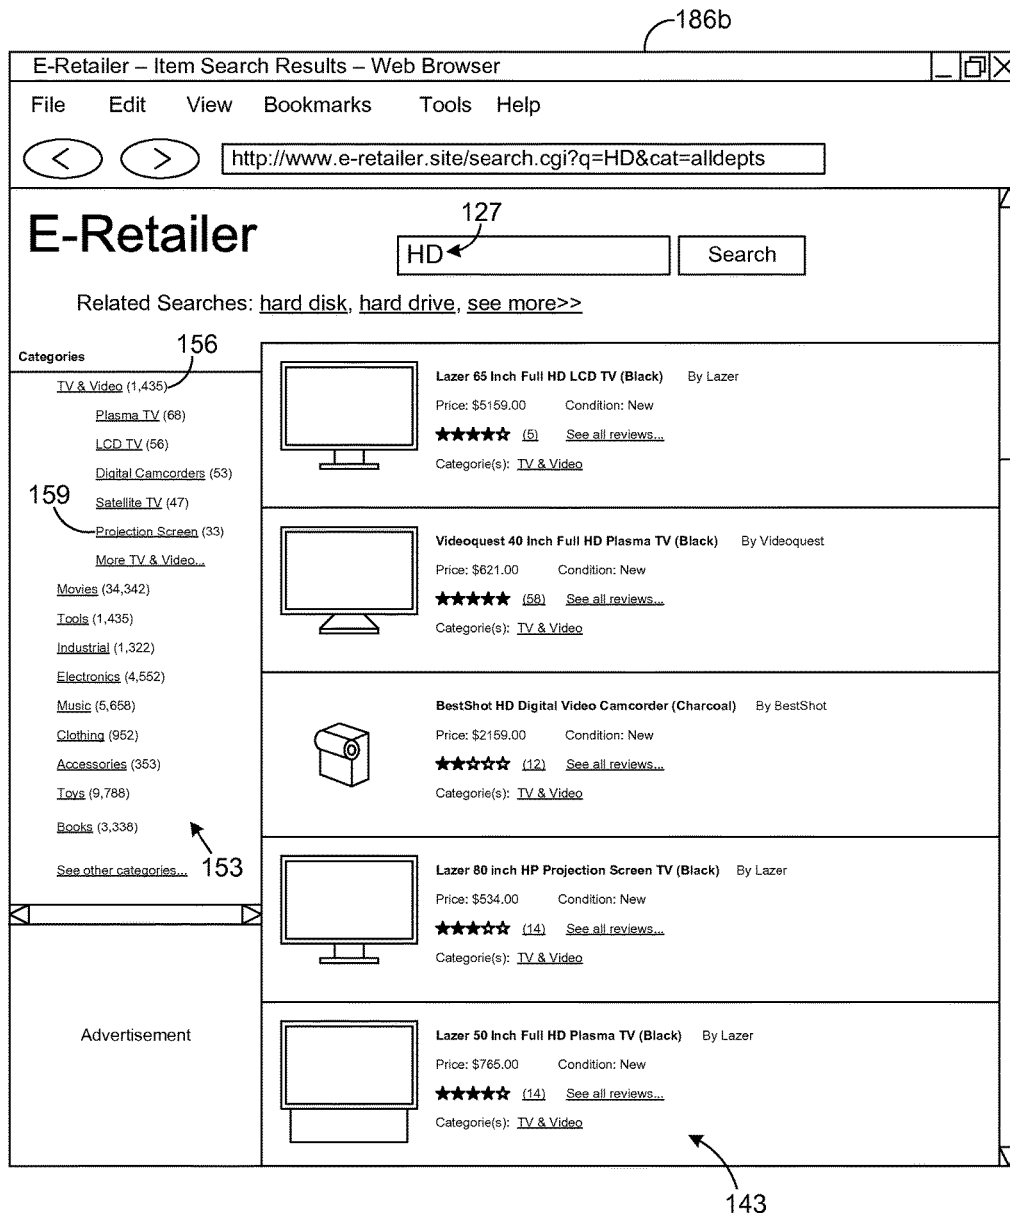 186b
E-Retailer – Item Search Results – Web Browser
File Edit View Bookmarks Tools Help
http://www.e-retailer.site/search.cgi?q=HD&cat=alldepts
E-Retailer
127
HD
Search
Related Searches: hard disk, hard drive, see more>>
Categories
156
TV & Video (1,435)
Plasma TV (68)
LCD TV (56)
Digital Camcorders (53)
Satellite TV (47)
159
Projection Screen (33)
More TV & Video...
Movies (34,342)
Tools (1,435)
Industrial (1,322)
Electronics (4,552)
Music (5,658)
Clothing (952)
Accessories (353)
Toys (9,788)
Books (3,338)
153
See other categories...
Advertisement
Lazer 65 Inch Full HD LCD TV (Black) By Lazer
Price: $5159.00 Condition: New
(5) See all reviews...
Categorie(s): TV & Video
Videoquest 40 Inch Full HD Plasma TV (Black) By Videoquest
Price: $621.00 Condition: New
(58) See all reviews...
Categorie(s): TV & Video
BestShot HD Digital Video Camcorder (Charcoal) By BestShot
Price: $2159.00 Condition: New
(12) See all reviews...
Categorie(s): TV & Video
Lazer 80 inch HP Projection Screen TV (Black) By Lazer
Price: $534.00 Condition: New
(14) See all reviews...
Categorie(s): TV & Video
Lazer 50 Inch Full HD Plasma TV (Black) By Lazer
Price: $765.00 Condition: New
(14) See all reviews...
Categorie(s): TV & Video
143